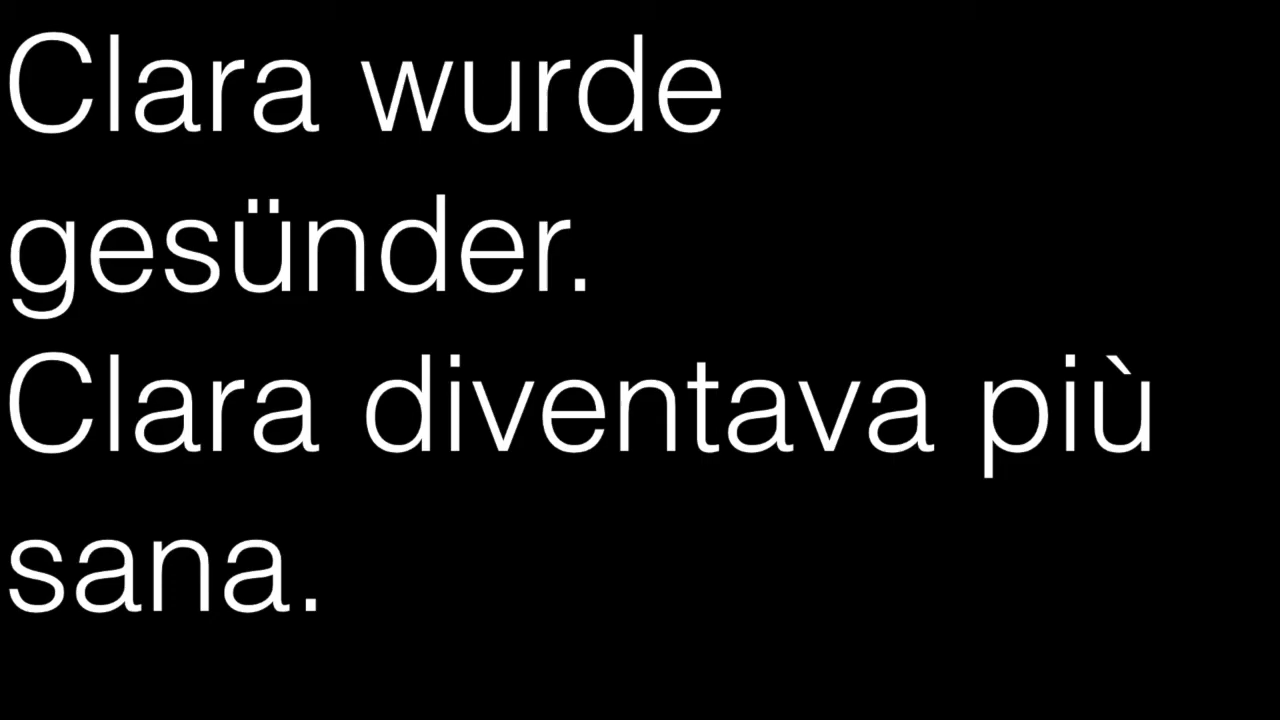 Clara wurde
gesünder.
Clara diventava più
sana.